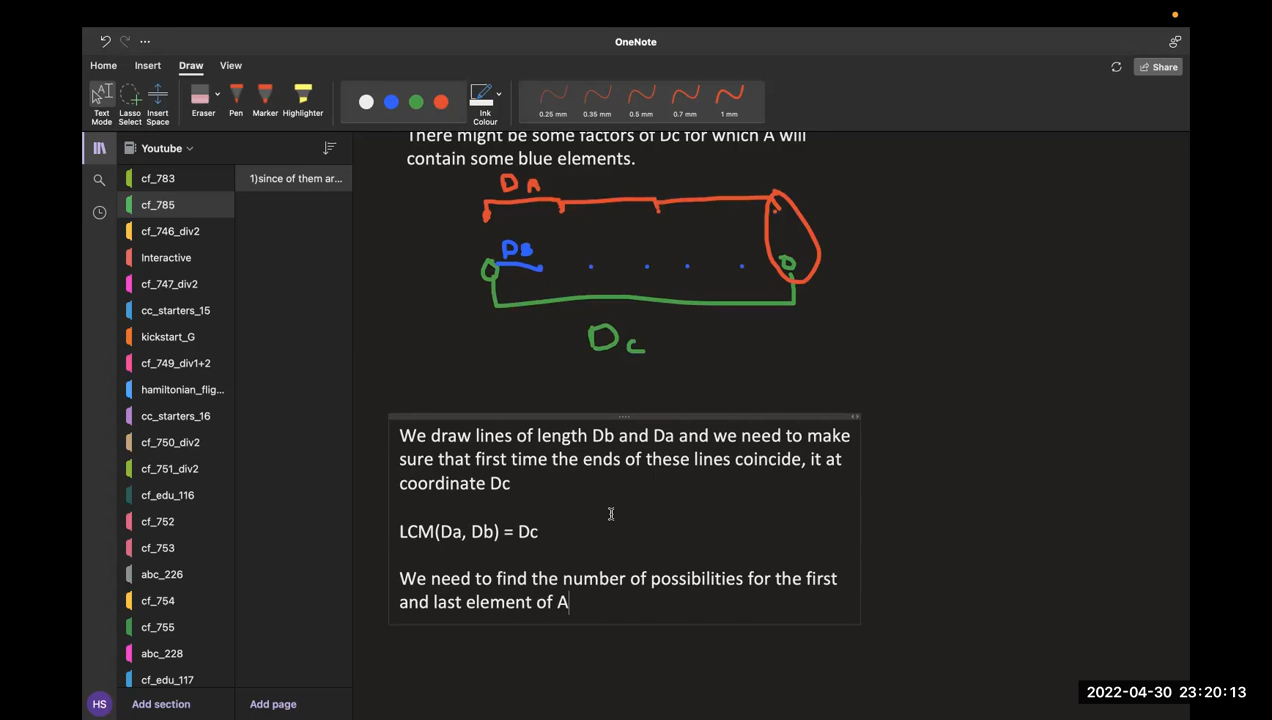 OneNote
Home
Insert
Draw
View
Share
Text Mode
Lasso Select
Insert Space
Eraser
Pen
Marker
Highlighter
Ink Colour
0.25 mm
0.35 mm
0.5 mm
0.7 mm
1 mm
Youtube
cf_783
cf_785
cf_746_div2
Interactive
cf_747_div2
cc_starters_15
kickstart_G
cf_749_div1+2
hamiltonian_flig...
cc_starters_16
cf_750_div2
cf_751_div2
cf_edu_116
cf_752
cf_753
abc_226
cf_754
cf_755
abc_228
cf_edu_117
HS
Add section
1)since of them ar...
Add page
There might be some factors of Dc for which A will
contain some blue elements.
DA
DB
Dc
We draw lines of length Db and Da and we need to make
sure that first time the ends of these lines coincide, it at
coordinate Dc
LCM(Da, Db) = Dc
We need to find the number of possibilities for the first
and last element of A
2022-04-30 23:20:13